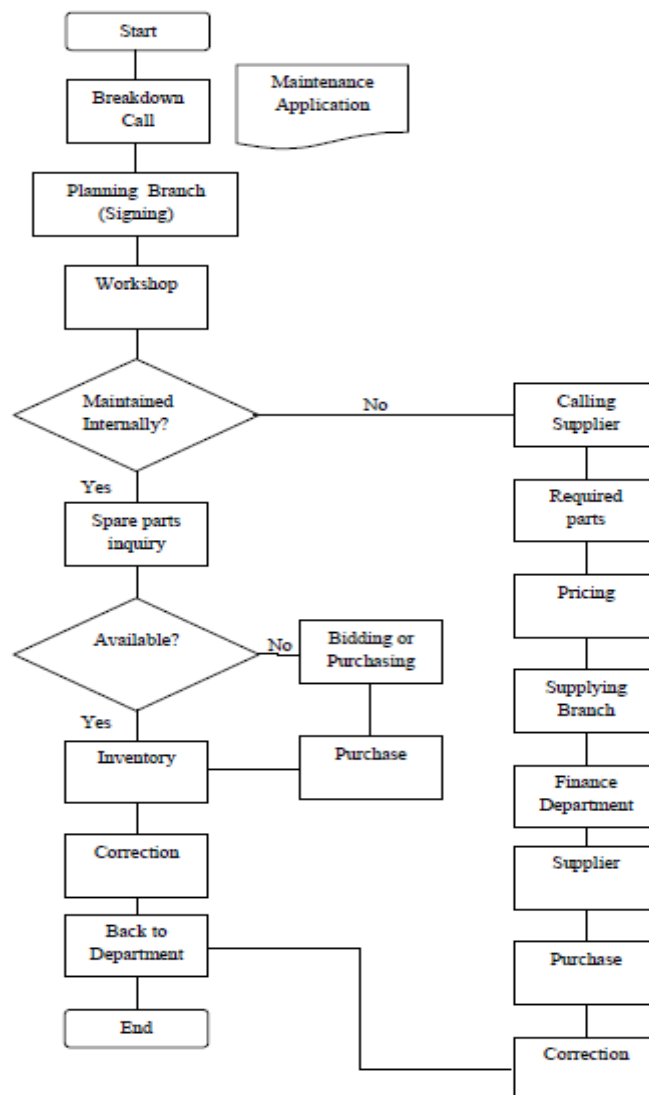 Start
Breakdown
Call
Maintenance
Application
Planning Branch
(Signing)
Workshop
Maintained
Internally?
No
Calling
Supplier
Yes
Spare parts
inquiry
Required
parts
Pricing
Available?
No
Bidding or
Purchasing
Supplying
Branch
Yes
Inventory
Purchase
Finance
Department
Correction
Supplier
Back to
Department
Purchase
End
Correction